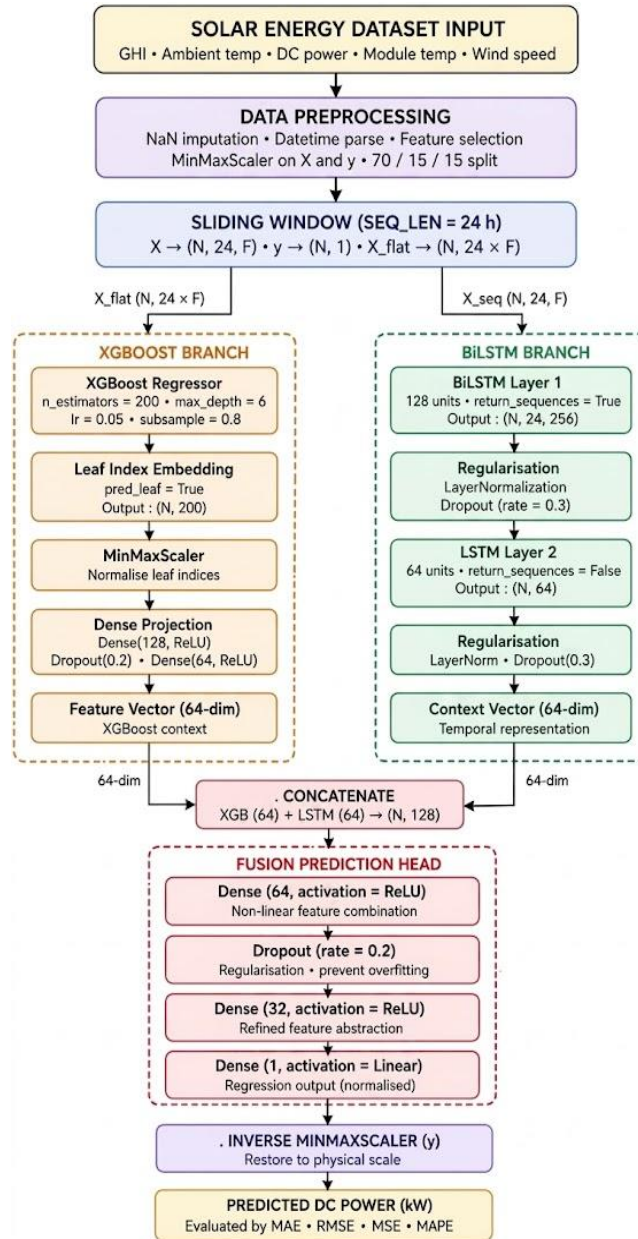 SOLAR ENERGY DATASET INPUT
GHI • Ambient temp • DC power • Module temp • Wind speed
DATA PREPROCESSING
NaN imputation • Datetime parse • Feature selection
MinMaxScaler on X and y • 70 / 15 / 15 split
SLIDING WINDOW (SEQ_LEN = 24 h)
X → (N, 24, F) • y → (N, 1) • X_flat → (N, 24 × F)
X_flat (N, 24 × F)
XGBOOST BRANCH
XGBoost Regressor
n_estimators = 200 • max_depth = 6
lr = 0.05 • subsample = 0.8
Leaf Index Embedding
pred_leaf = True
Output : (N, 200)
MinMaxScaler
Normalise leaf indices
Dense Projection
Dense(128, ReLU)
Dropout(0.2) • Dense(64, ReLU)
Feature Vector (64-dim)
XGBoost context
64-dim
X_seq (N, 24, F)
BiLSTM BRANCH
BiLSTM Layer 1
128 units • return_sequences = True
Output : (N, 24, 256)
Regularisation
LayerNormalization
Dropout (rate = 0.3)
LSTM Layer 2
64 units • return_sequences = False
Output : (N, 64)
Regularisation
LayerNorm • Dropout(0.3)
Context Vector (64-dim)
Temporal representation
64-dim
. CONCATENATE
XGB (64) + LSTM (64) → (N, 128)
FUSION PREDICTION HEAD
Dense (64, activation = ReLU)
Non-linear feature combination
Dropout (rate = 0.2)
Regularisation • prevent overfitting
Dense (32, activation = ReLU)
Refined feature abstraction
Dense (1, activation = Linear)
Regression output (normalised)
. INVERSE MINMAXSCALER (y)
Restore to physical scale
PREDICTED DC POWER (kW)
Evaluated by MAE • RMSE • MSE • MAPE